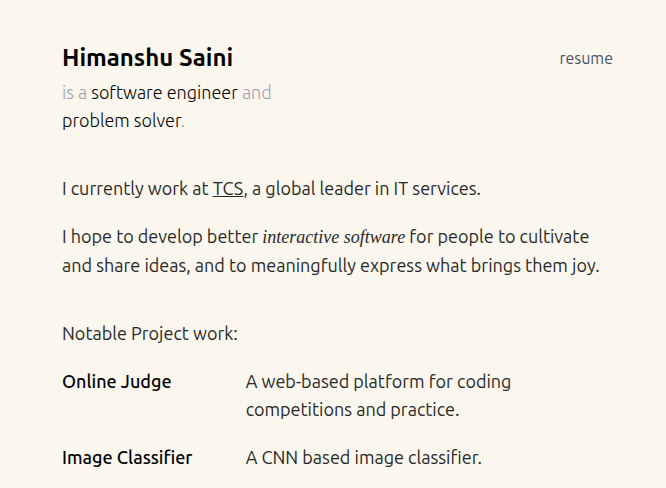 Himanshu Saini
resume
is a software engineer and
problem solver.
I currently work at TCS, a global leader in IT services.
I hope to develop better interactive software for people to cultivate
and share ideas, and to meaningfully express what brings them joy.
Notable Project work:
Online Judge
A web-based platform for coding
competitions and practice.
Image Classifier
A CNN based image classifier.